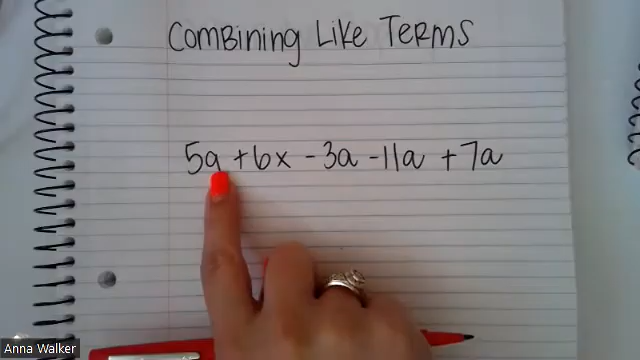 Combining Like Terms
5a + 6x - 3a - 11a + 7a
Anna Walker